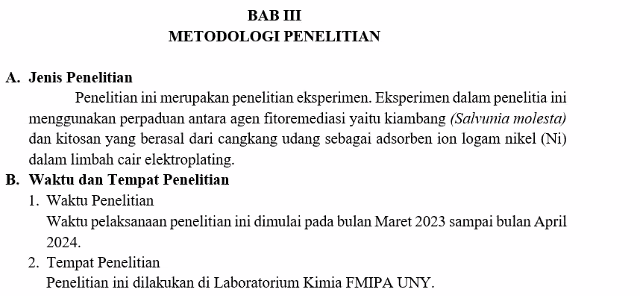 BAB III
METODOLOGI PENELITIAN
A. Jenis Penelitian
Penelitian ini merupakan penelitian eksperimen. Eksperimen dalam penelitia ini
menggunakan perpaduan antara agen fitoremediasi yaitu kiambang (Salvunia molesta)
dan kitosan yang berasal dari cangkang udang sebagai adsorben ion logam nikel (Ni)
dalam limbah cair elektroplating.
B. Waktu dan Tempat Penelitian
1. Waktu Penelitian
Waktu pelaksanaan penelitian ini dimulai pada bulan Maret 2023 sampai bulan April
2024.
2. Tempat Penelitian
Penelitian ini dilakukan di Laboratorium Kimia FMIPA UNY.